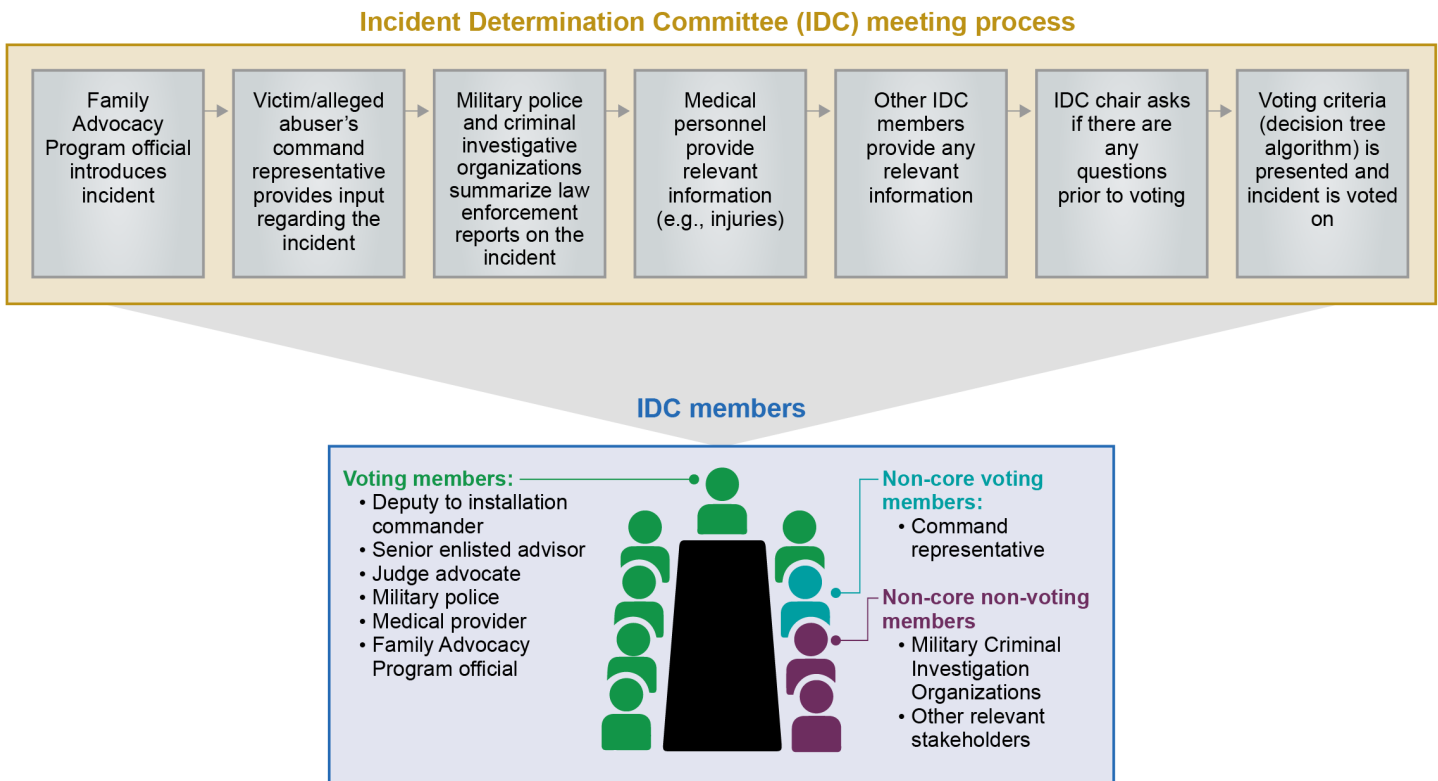 Incident Determination Committee (IDC) meeting process
Family
Advocacy
Program official
introduces
incident
Victim/alleged
abuser’s
command
representative
provides input
regarding the
incident
Military police
and criminal
investigative
organizations
summarize law
enforcement
reports on the
incident
Medical
personnel
provide
relevant
information
(e.g., injuries)
Other IDC
members
provide any
relevant
information
IDC chair asks
if there are
any
questions
prior to voting
Voting criteria
(decision tree
algorithm) is
presented and
incident is voted
on
IDC members
Voting members:
• Deputy to installation
commander
• Senior enlisted advisor
• Judge advocate
• Military police
• Medical provider
• Family Advocacy
Program official
Non-core voting
members:
• Command
representative
Non-core non-voting
members
• Military Criminal
Investigation
Organizations
• Other relevant
stakeholders